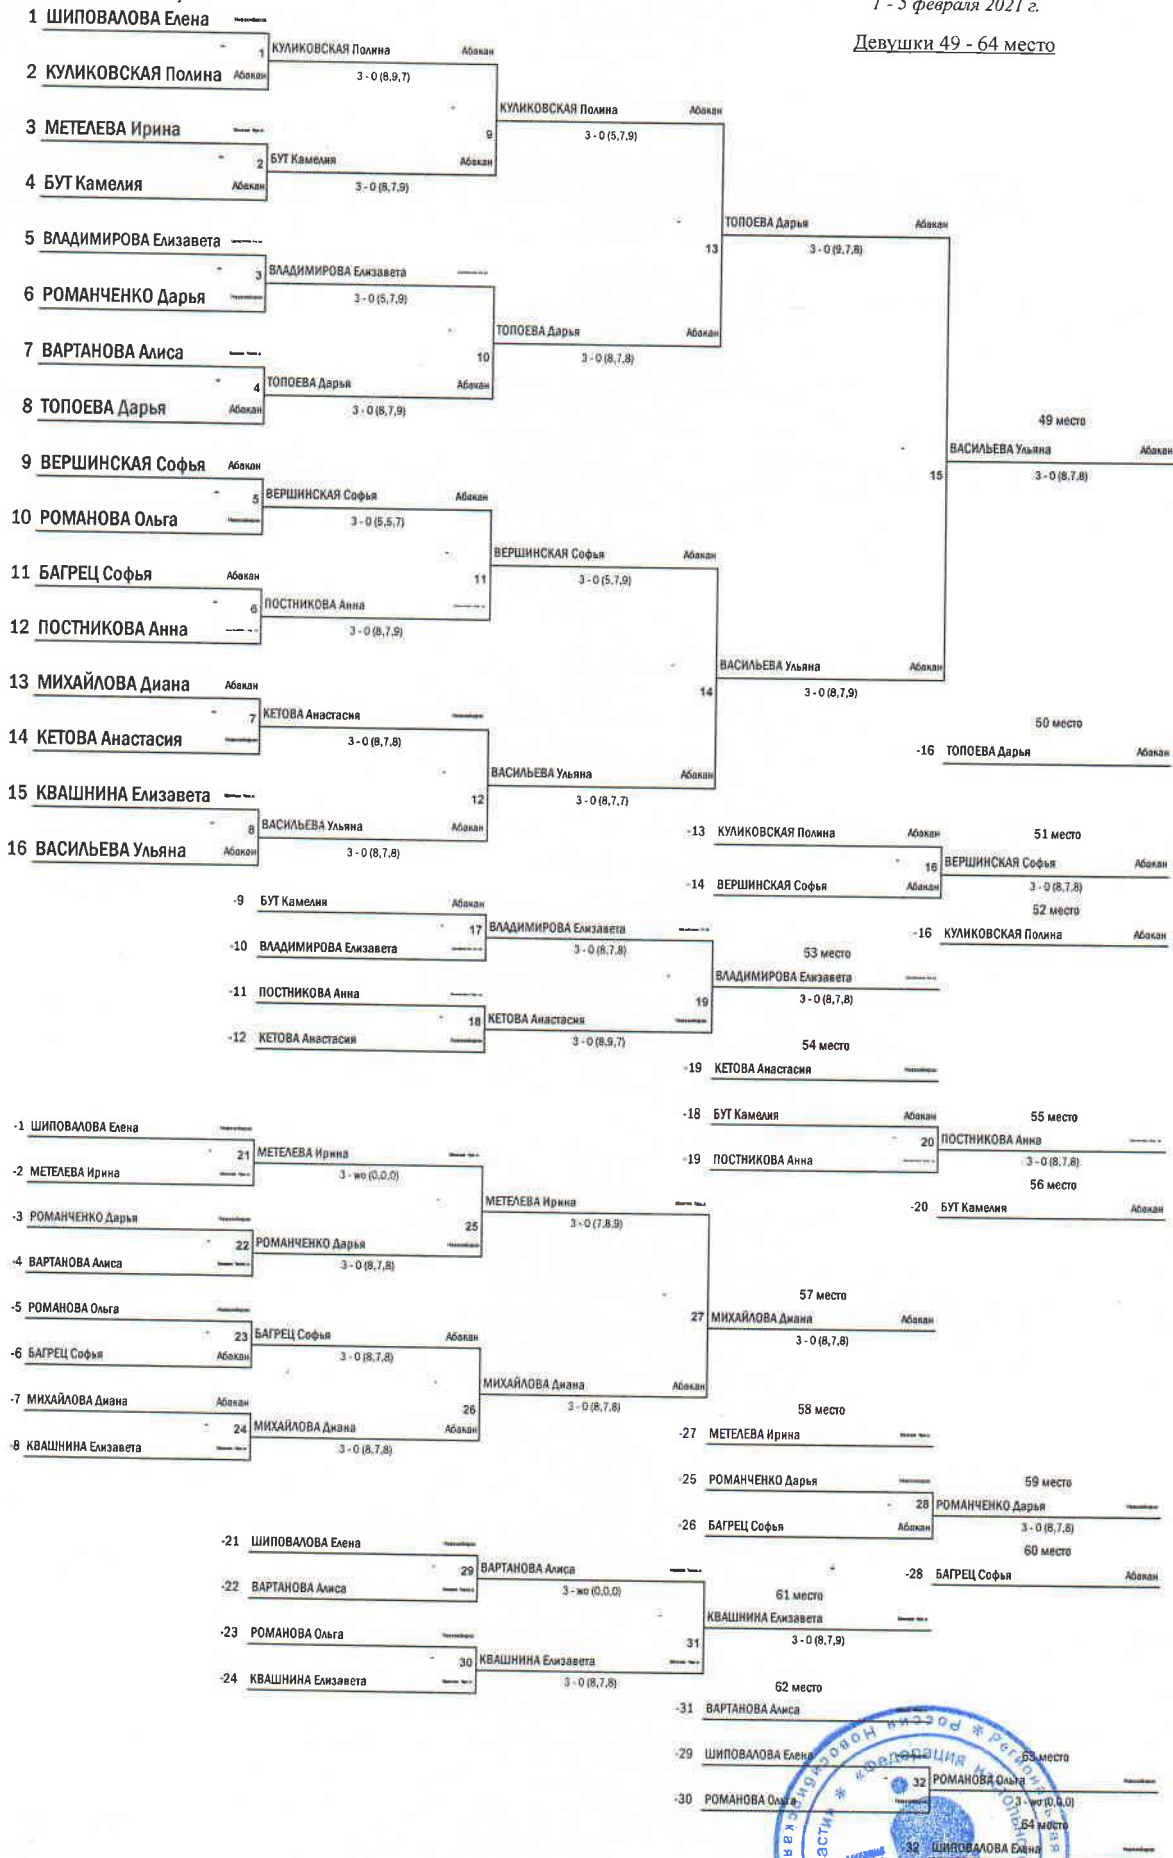 1 - 5 февраля 2021 г.
Девушки 49 - 64 место
1 ШИПОВАЛОВА Елена
1 КУЛИКОВСКАЯ Полина Абакан
2 КУЛИКОВСКАЯ Полина Абакан
3 - 0 (8,9,7)
КУЛИКОВСКАЯ Полина Абакан
3 МЕТЕЛЕВА Ирина
9
3 - 0 (5,7,9)
2 БУТ Камелия Абакан
4 БУТ Камелия Абакан
3 - 0 (8,7,9)
ТОПОЕВА Дарья Абакан
5 ВЛАДИМИРОВА Елизавета
13
3 - 0 (9,7,8)
3 ВЛАДИМИРОВА Елизавета
6 РОМАНЧЕНКО Дарья
3 - 0 (5,7,9)
ТОПОЕВА Дарья Абакан
7 ВАРТАНОВА Алиса
10
3 - 0 (8,7,8)
4 ТОПОЕВА Дарья Абакан
8 ТОПОЕВА Дарья Абакан
3 - 0 (8,7,9)
49 место
ВАСИЛЬЕВА Ульяна Абакан
9 ВЕРШИНСКАЯ Софья Абакан
15
3 - 0 (8,7,8)
5 ВЕРШИНСКАЯ Софья Абакан
10 РОМАНОВА Ольга
3 - 0 (5,5,7)
ВЕРШИНСКАЯ Софья Абакан
11 БАГРЕЦ Софья Абакан
11
3 - 0 (5,7,9)
6 ПОСТНИКОВА Анна
12 ПОСТНИКОВА Анна
3 - 0 (8,7,9)
ВАСИЛЬЕВА Ульяна Абакан
13 МИХАЙЛОВА Диана Абакан
14
3 - 0 (8,7,9)
7 КЕТОВА Анастасия
14 КЕТОВА Анастасия
3 - 0 (8,7,8)
50 место
-16 ТОПОЕВА Дарья Абакан
ВАСИЛЬЕВА Ульяна Абакан
15 КВАШНИНА Елизавета
12
3 - 0 (8,7,7)
8 ВАСИЛЬЕВА Ульяна Абакан
16 ВАСИЛЬЕВА Ульяна Абакан
3 - 0 (8,7,8)
-13 КУЛИКОВСКАЯ Полина Абакан
51 место
16 ВЕРШИНСКАЯ Софья Абакан
-14 ВЕРШИНСКАЯ Софья Абакан
3 - 0 (8,7,8)
-9 БУТ Камелия Абакан
52 место
17 ВЛАДИМИРОВА Елизавета
-16 КУЛИКОВСКАЯ Полина Абакан
-10 ВЛАДИМИРОВА Елизавета
3 - 0 (8,7,8)
53 место
ВЛАДИМИРОВА Елизавета
-11 ПОСТНИКОВА Анна
19
3 - 0 (8,7,8)
18 КЕТОВА Анастасия
-12 КЕТОВА Анастасия
3 - 0 (8,9,7)
54 место
-19 КЕТОВА Анастасия
-18 БУТ Камелия Абакан
55 место
-1 ШИПОВАЛОВА Елена
20 ПОСТНИКОВА Анна
21 МЕТЕЛЕВА Ирина
-19 ПОСТНИКОВА Анна
3 - 0 (8,7,8)
-2 МЕТЕЛЕВА Ирина
3 - wo (0,0,0)
56 место
МЕТЕЛЕВА Ирина
-20 БУТ Камелия Абакан
-3 РОМАНЧЕНКО Дарья
25
3 - 0 (7,8,9)
22 РОМАНЧЕНКО Дарья
-4 ВАРТАНОВА Алиса
3 - 0 (8,7,8)
57 место
-5 РОМАНОВА Ольга
27 МИХАЙЛОВА Диана Абакан
23 БАГРЕЦ Софья Абакан
3 - 0 (8,7,8)
-6 БАГРЕЦ Софья Абакан
3 - 0 (8,7,8)
МИХАЙЛОВА Диана Абакан
-7 МИХАЙЛОВА Диана Абакан
26
3 - 0 (8,7,8)
58 место
24 МИХАЙЛОВА Диана Абакан
-27 МЕТЕЛЕВА Ирина
-8 КВАШНИНА Елизавета
3 - 0 (8,7,8)
-25 РОМАНЧЕНКО Дарья
59 место
28 РОМАНЧЕНКО Дарья
-26 БАГРЕЦ Софья Абакан
3 - 0 (8,7,8)
-21 ШИПОВАЛОВА Елена
60 место
29 ВАРТАНОВА Алиса
-28 БАГРЕЦ Софья Абакан
-22 ВАРТАНОВА Алиса
3 - wo (0,0,0)
61 место
КВАШНИНА Елизавета
-23 РОМАНОВА Ольга
31
3 - 0 (8,7,9)
30 КВАШНИНА Елизавета
-24 КВАШНИНА Елизавета
3 - 0 (8,7,8)
62 место
-31 ВАРТАНОВА Алиса
-29 ШИПОВАЛОВА Елена
63 место
32 РОМАНОВА Ольга
-30 РОМАНОВА Ольга
3 - wo (0,0,0)
64 место
-32 ШИПОВАЛОВА Елена
Россия Новосибирская
«Федерация